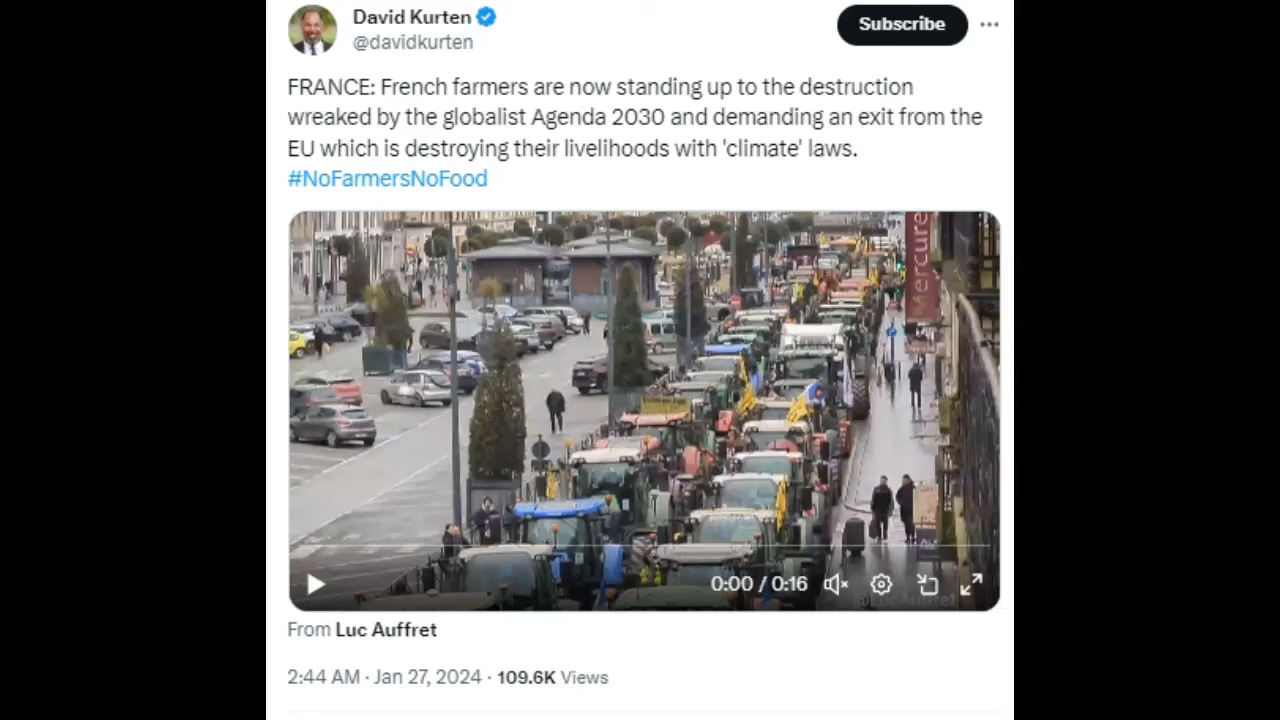 David Kurten
@davidkurten
Subscribe
FRANCE: French farmers are now standing up to the destruction
wreaked by the globalist Agenda 2030 and demanding an exit from the
EU which is destroying their livelihoods with 'climate' laws.
#NoFarmersNoFood
Mercure
0:00 / 0:16
From Luc Auffret
2:44 AM · Jan 27, 2024 · 109.6K Views